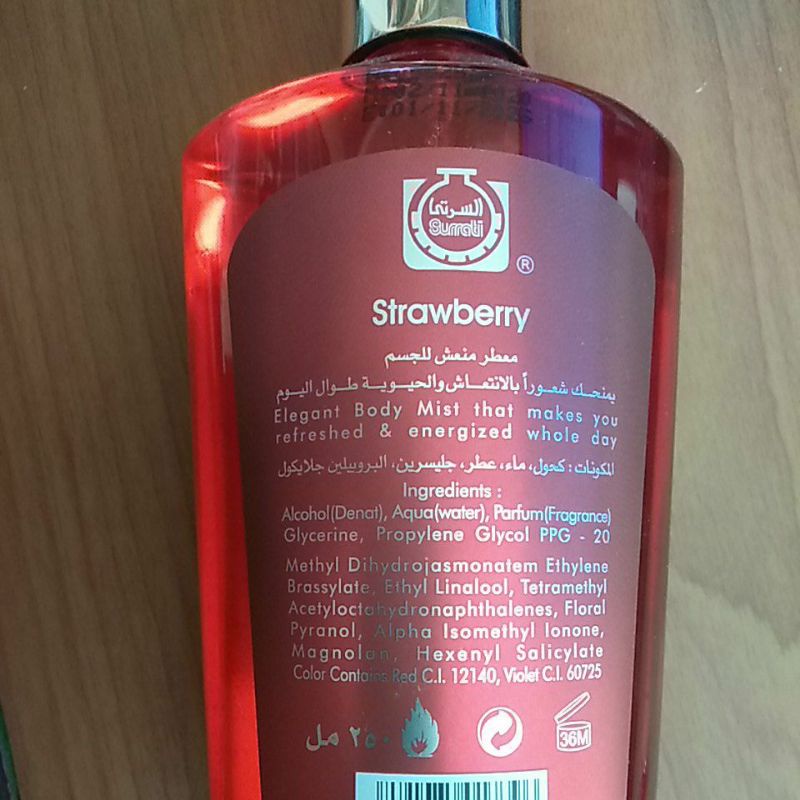 السرتي
Surrati
®
Strawberry
معطر منعش للجسم
يمنحك شعوراً بالانتعاش والحيوية طوال اليوم
Elegant Body Mist that makes you
refreshed & energized whole day
المكونات: كحول، ماء، عطر، جليسرين، البروبيلين جلايكول
Ingredients :
Alcohol(Denat), Aqua(water), Parfum(Fragrance)
Glycerine, Propylene Glycol PPG - 20
Methyl Dihydrojasmonatem Ethylene
Brassylate, Ethyl Linalool, Tetramethyl
Acetyloctahydronaphthalenes, Floral
Pyranol, Alpha Isomethyl Ionone,
Magnolan, Hexenyl Salicylate
Color Contains Red C.I. 12140, Violet C.I. 60725
٢٥٠ مل
36M